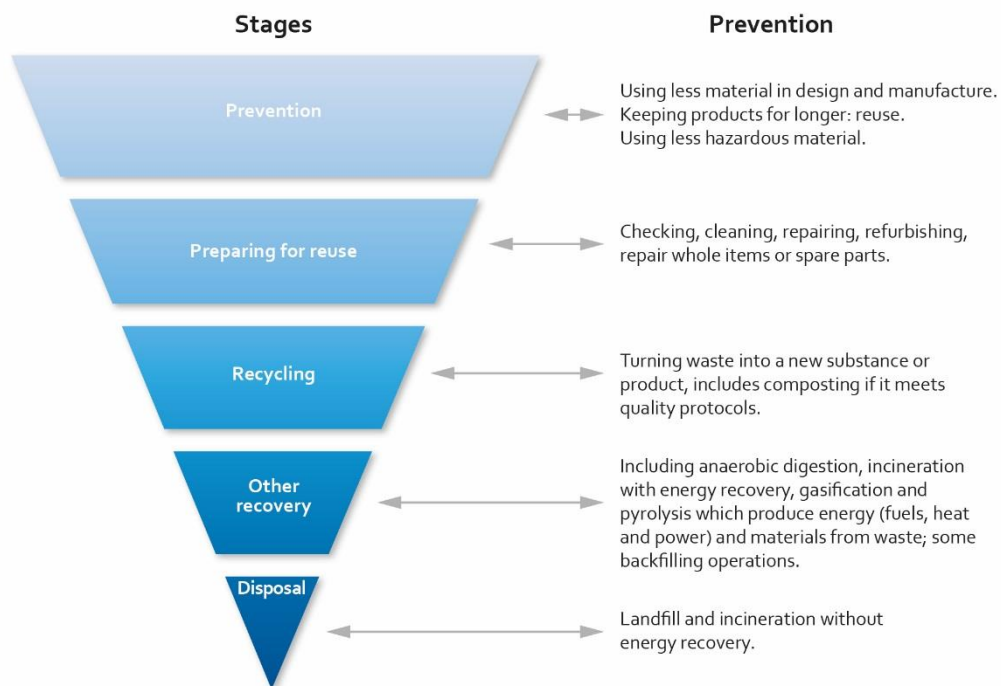 Stages
Prevention
Prevention
Using less material in design and manufacture.
Keeping products for longer: reuse.
Using less hazardous material.
Preparing for reuse
Checking, cleaning, repairing, refurbishing,
repair whole items or spare parts.
Recycling
Turning waste into a new substance or
product, includes composting if it meets
quality protocols.
Other
recovery
Including anaerobic digestion, incineration
with energy recovery, gasification and
pyrolysis which produce energy (fuels, heat
and power) and materials from waste; some
backfilling operations.
Disposal
Landfill and incineration without
energy recovery.